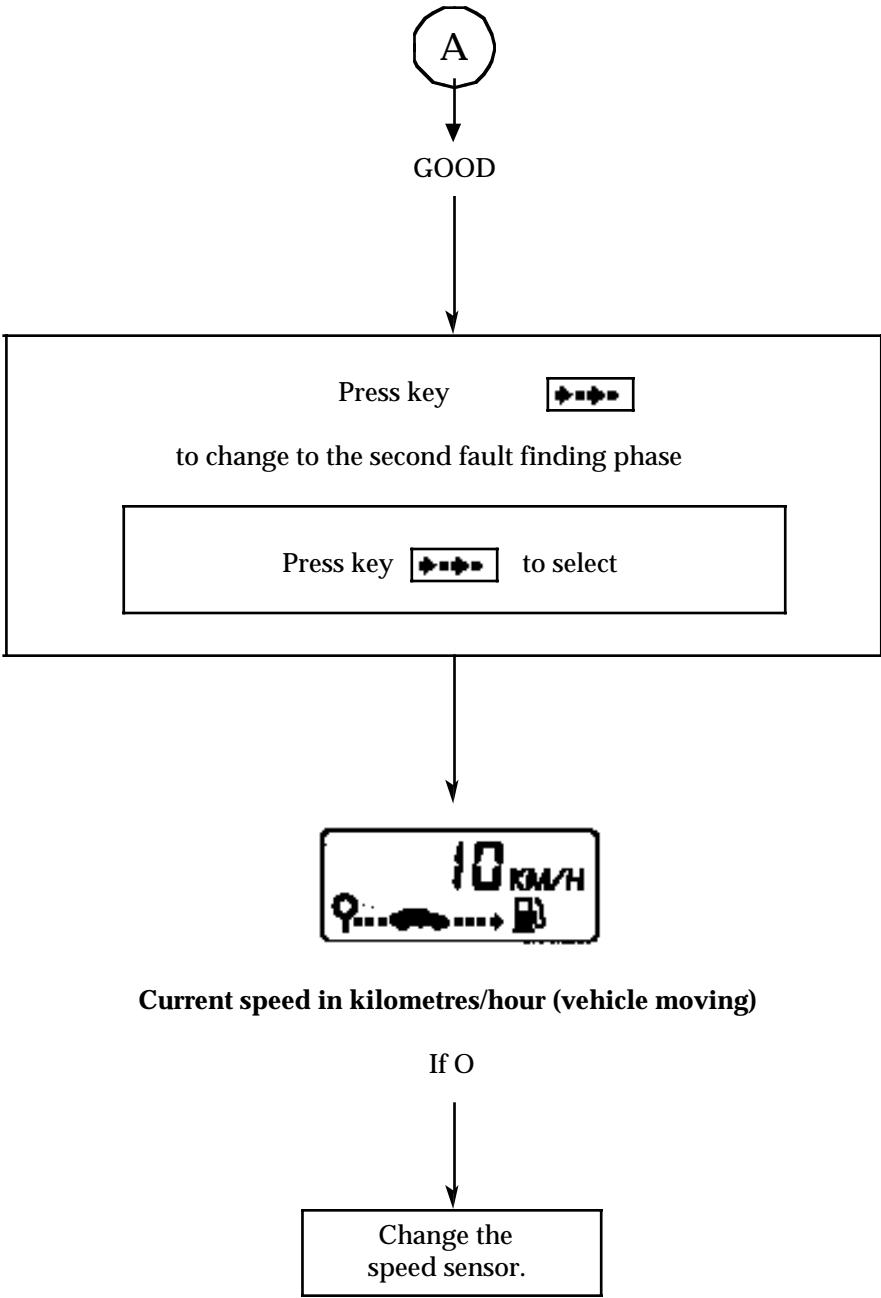 A
GOOD
Press key
to change to the second fault finding phase
Press key to select
10 KM/H
Current speed in kilometres/hour (vehicle moving)
If O
Change the
speed sensor.